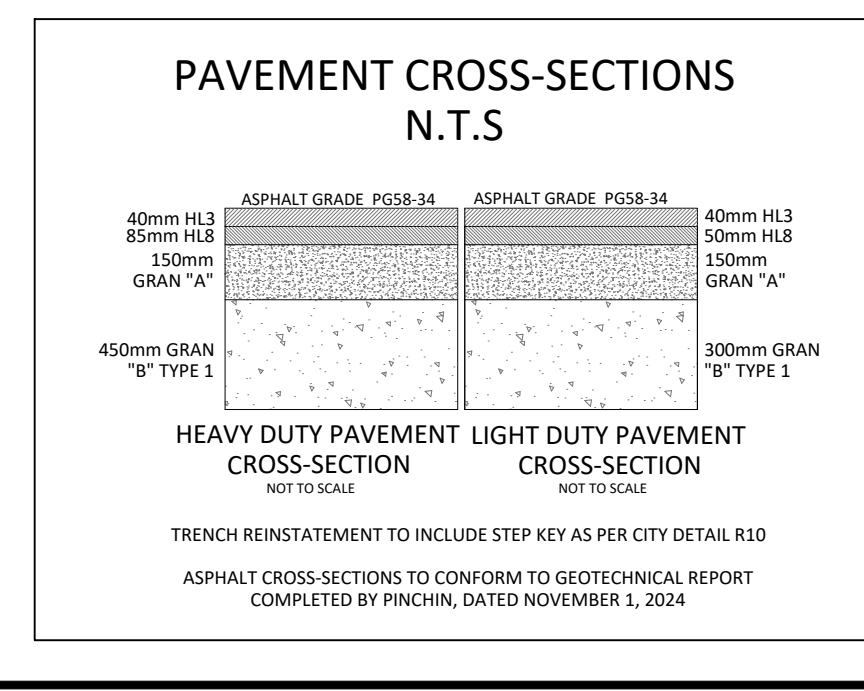 PAVEMENT CROSS-SECTIONS
N.T.S
ASPHALT GRADE PG58-34
40mm HL3
85mm HL8
150mm
GRAN "A"
450mm GRAN
"B" TYPE 1
HEAVY DUTY PAVEMENT
CROSS-SECTION
NOT TO SCALE
ASPHALT GRADE PG58-34
40mm HL3
50mm HL8
150mm
GRAN "A"
300mm GRAN
"B" TYPE 1
LIGHT DUTY PAVEMENT
CROSS-SECTION
NOT TO SCALE
TRENCH REINSTATEMENT TO INCLUDE STEP KEY AS PER CITY DETAIL R10
ASPHALT CROSS-SECTIONS TO CONFORM TO GEOTECHNICAL REPORT
COMPLETED BY PINCHIN, DATED NOVEMBER 1, 2024